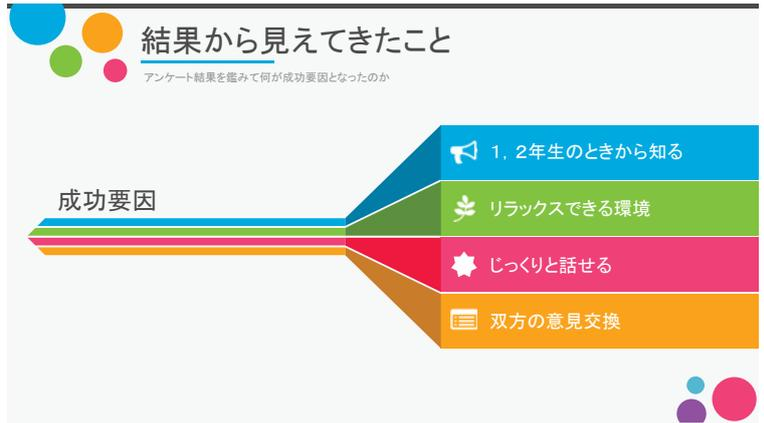 結果から見えてきたこと
アンケート結果を鑑みて何が成功要因となったのか
成功要因
１，２年生のときから知る
リラックスできる環境
じっくりと話せる
双方の意見交換